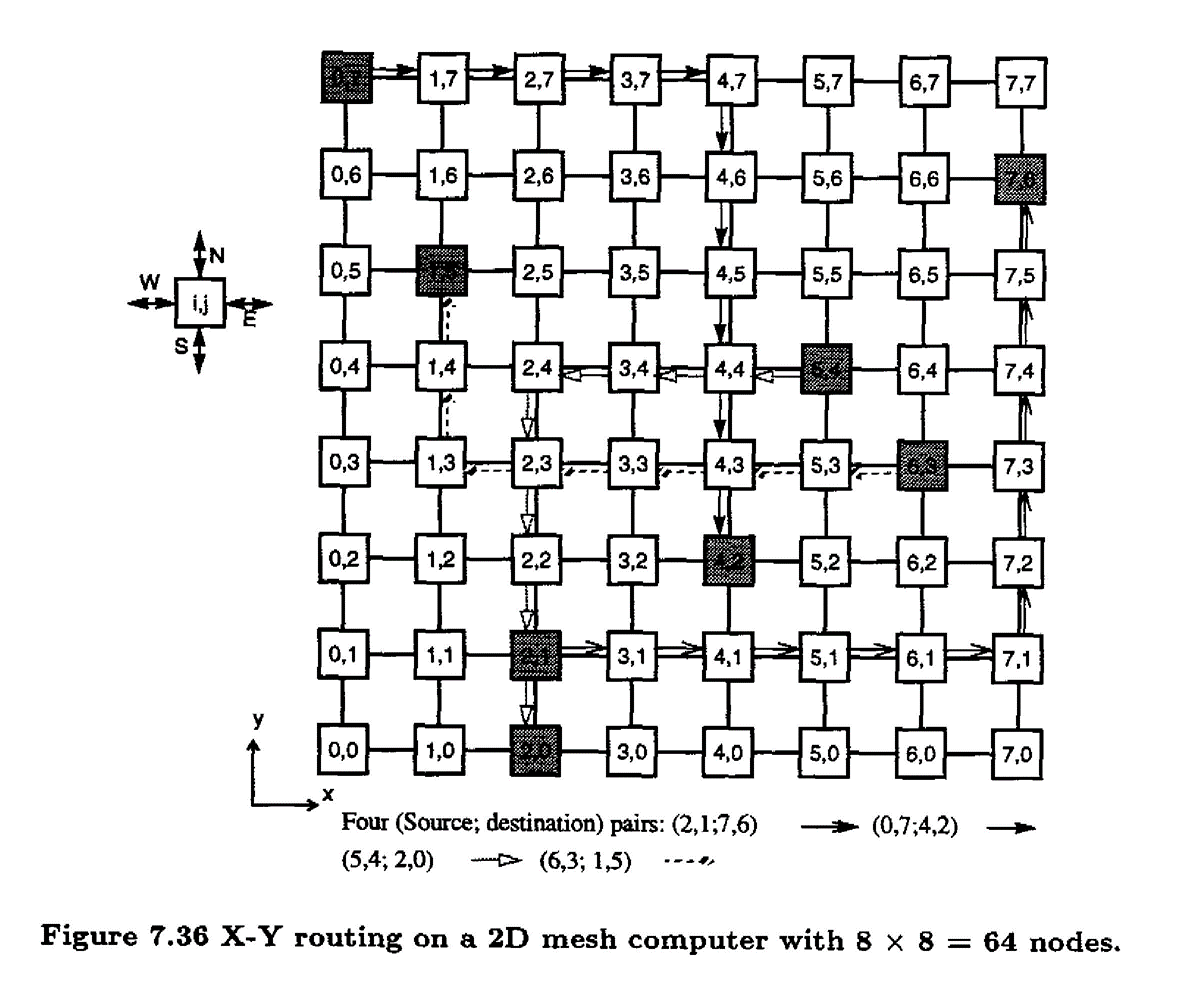 0,7 1,7 2,7 3,7 4,7 5,7 6,7 7,7
0,6 1,6 2,6 3,6 4,6 5,6 6,6 7,6
N
0,5 1,5 2,5 3,5 4,5 5,5 6,5 7,5
W
i,j
E
S
0,4 1,4 2,4 3,4 4,4 5,4 6,4 7,4
0,3 1,3 2,3 3,3 4,3 5,3 6,3 7,3
0,2 1,2 2,2 3,2 4,2 5,2 6,2 7,2
0,1 1,1 2,1 3,1 4,1 5,1 6,1 7,1
y
0,0 1,0 2,0 3,0 4,0 5,0 6,0 7,0
x
Four (Source; destination) pairs: (2,1;7,6) (0,7;4,2)
(5,4; 2,0) (6,3; 1,5)
Figure 7.36 X-Y routing on a 2D mesh computer with 8 × 8 = 64 nodes.